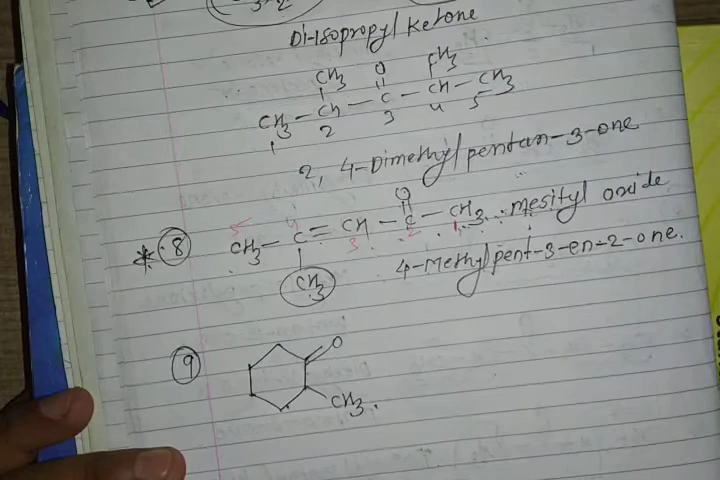 Di-isopropyl Ketone
CH3 O CH3
CH3 - CH - C - CH - CH3
1 2 3 4 5
2, 4-Dimethyl pentan-3-one
O
* 8 CH3 - C = CH - C - CH3 .. mesityl oxide
5 4 3 2 1
CH3 4-Methylpent-3-en-2-one.
9 O
CH3.